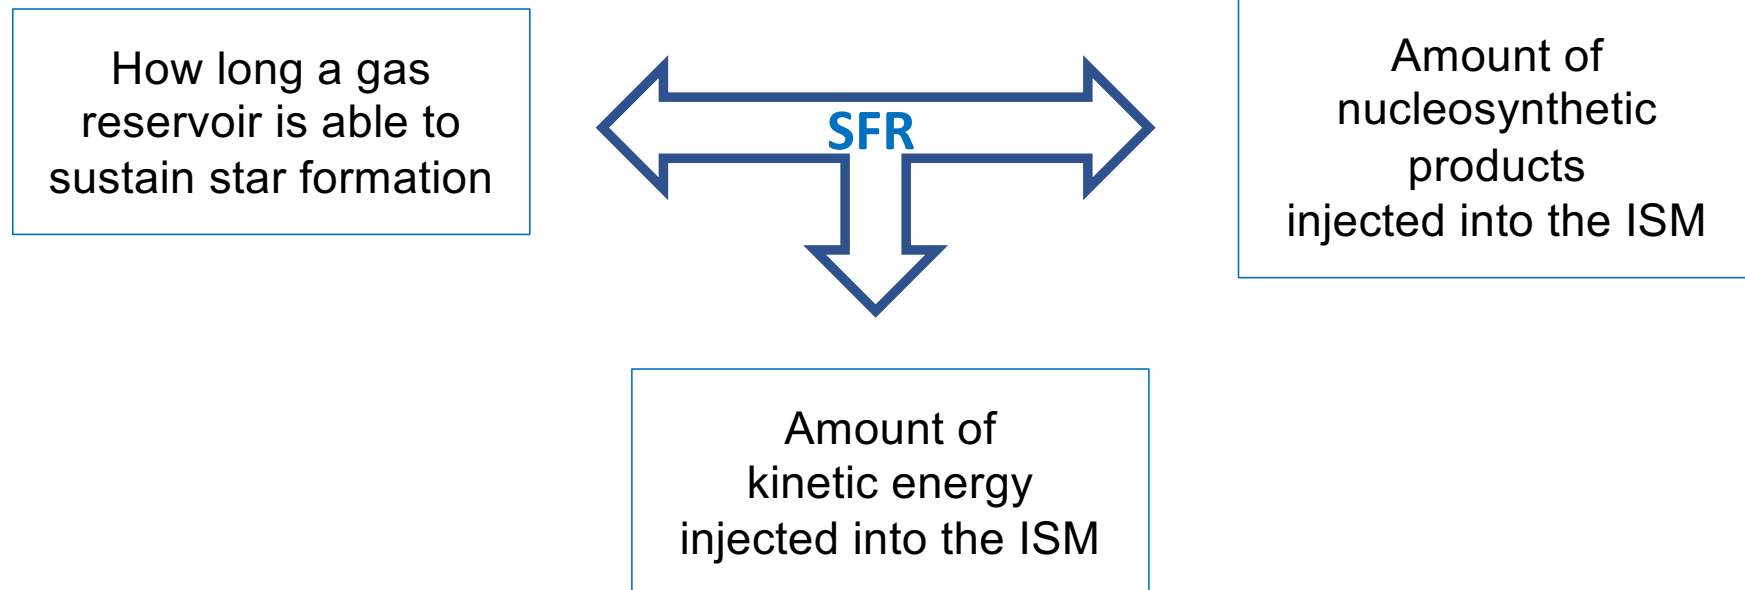 How long a gas
reservoir is able to
sustain star formation
SFR
Amount of
nucleosynthetic
products
injected into the ISM
Amount of
kinetic energy
injected into the ISM